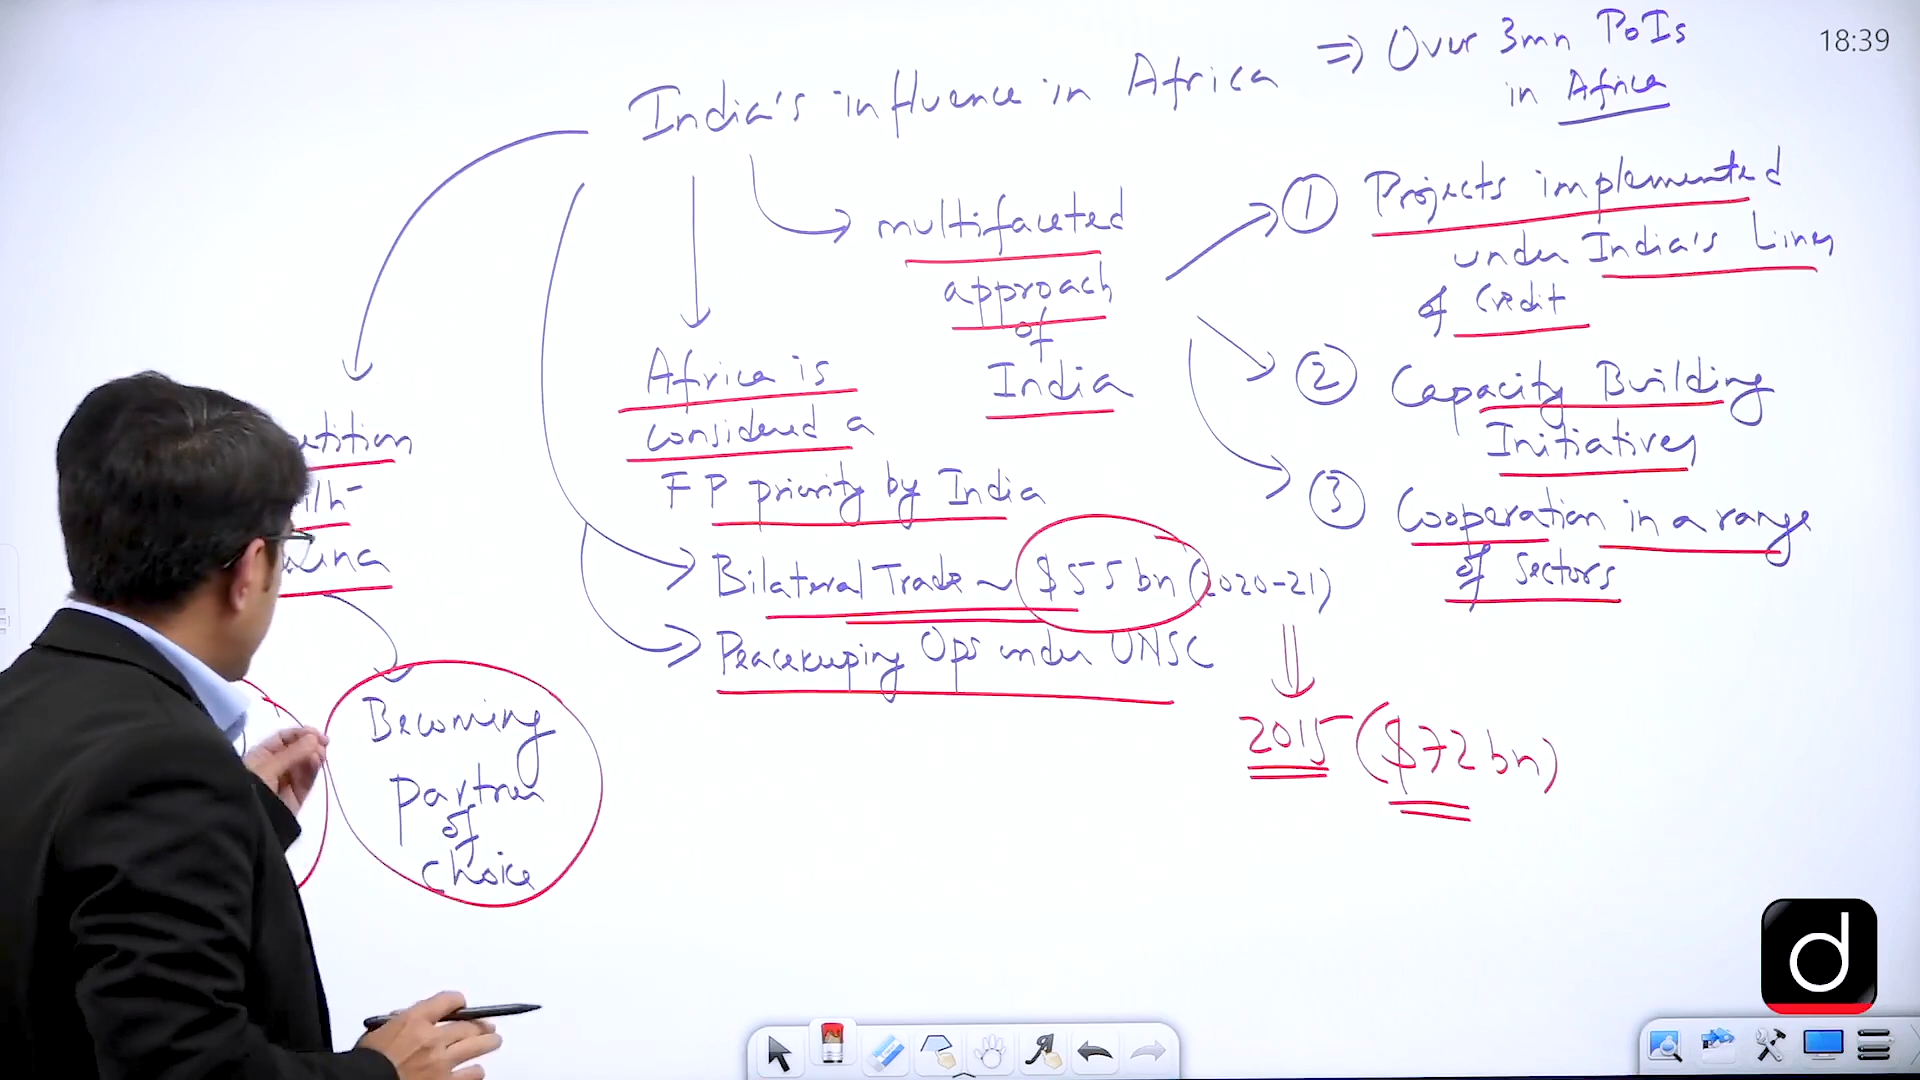 18:39
India's influence in Africa => Over 3mn PoIs
in Africa
multifaceted
approach
of
India
1 Projects implemented
under India's Lines
of Credit
2 Capacity Building
Initiatives
3 Cooperation in a range
of sectors
Africa is
considered a
FP priority by India
Bilateral Trade ~ $55 bn (2020-21)
Peacekeeping Ops under UNSC
2015 ($72 bn)
Becoming
partner
of
choice
d